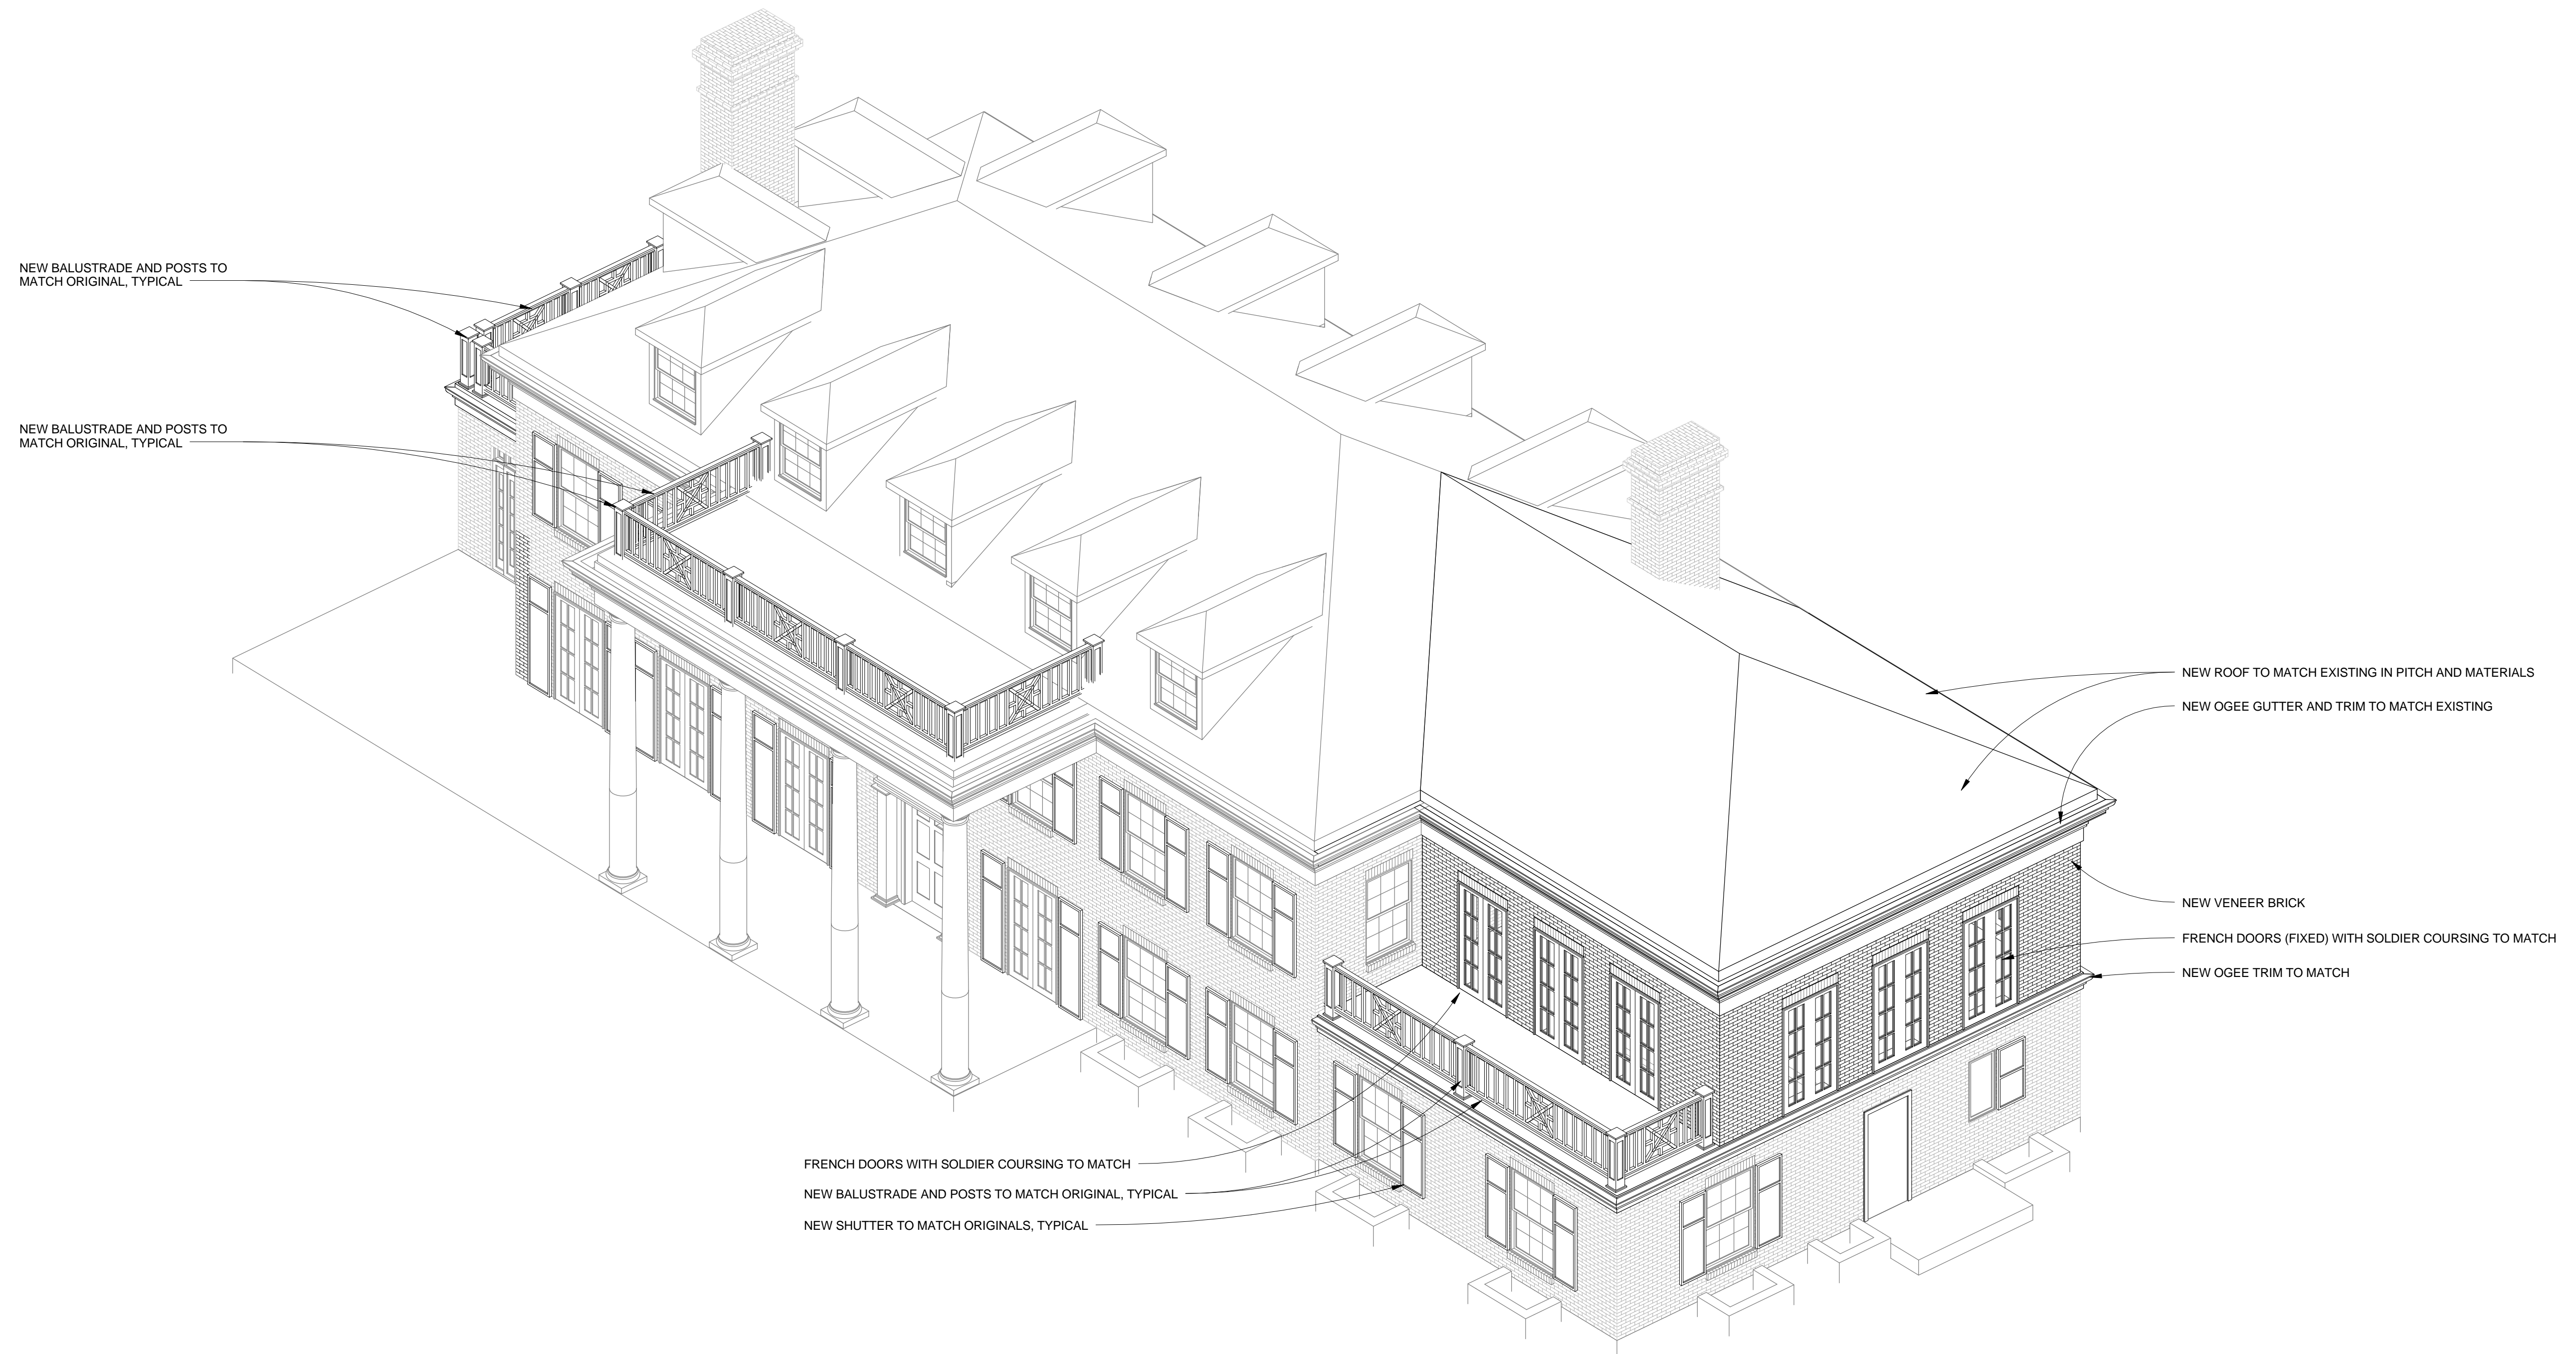 NEW BALUSTRADE AND POSTS TO
MATCH ORIGINAL, TYPICAL
NEW BALUSTRADE AND POSTS TO
MATCH ORIGINAL, TYPICAL
NEW ROOF TO MATCH EXISTING IN PITCH AND MATERIALS
NEW OGEE GUTTER AND TRIM TO MATCH EXISTING
NEW VENEER BRICK
FRENCH DOORS (FIXED) WITH SOLDIER COURSING TO MATCH
NEW OGEE TRIM TO MATCH
FRENCH DOORS WITH SOLDIER COURSING TO MATCH
NEW BALUSTRADE AND POSTS TO MATCH ORIGINAL, TYPICAL
NEW SHUTTER TO MATCH ORIGINALS, TYPICAL